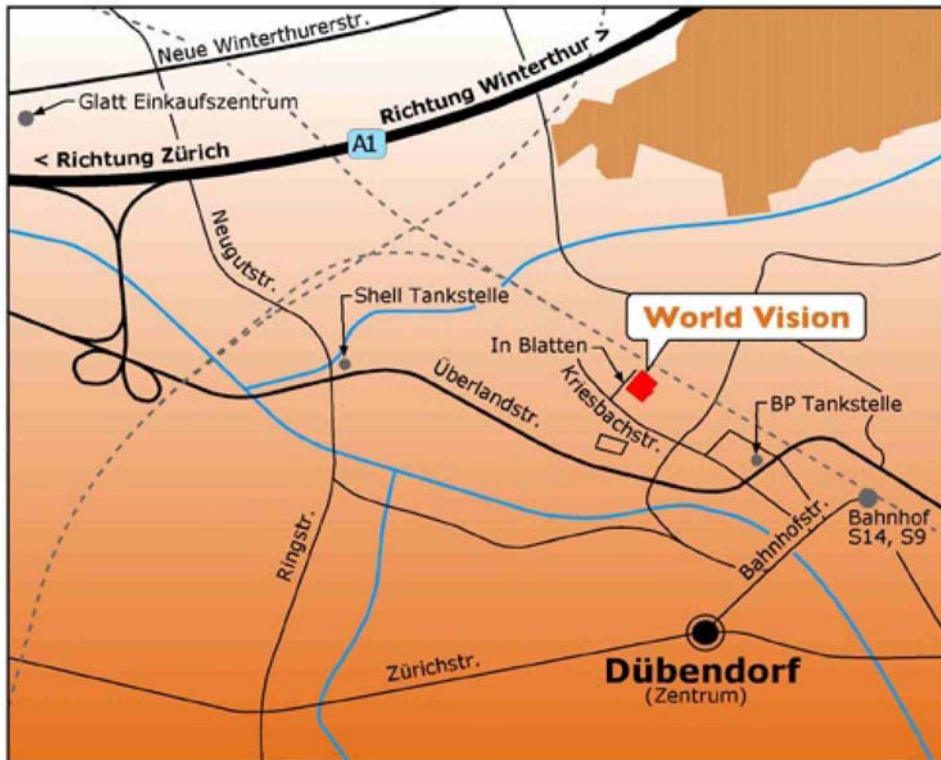 Neue Winterthurerstr.
Glatt Einkaufszentrum
Richtung Winterthur >
A1
< Richtung Zürich
Neugutstr.
Shell Tankstelle
World Vision
In Blatten
Überlandstr.
Kriesbachstr.
BP Tankstelle
Ringstr.
Bahnhofstr.
Bahnhof
S14, S9
Zürichstr.
Dübendorf
(Zentrum)